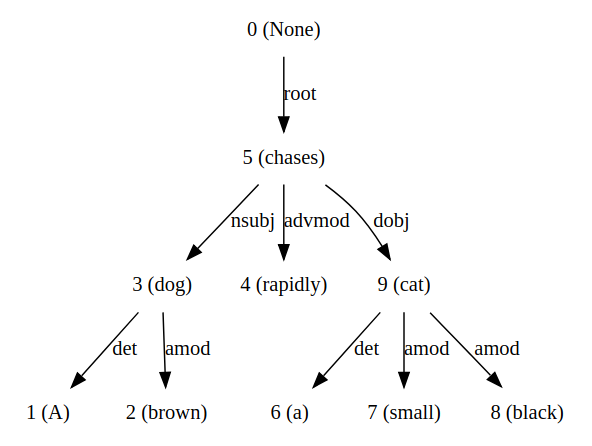 0 (None)
root
5 (chases)
nsubj advmod dobj
3 (dog) 4 (rapidly) 9 (cat)
det amod det amod amod
1 (A) 2 (brown) 6 (a) 7 (small) 8 (black)